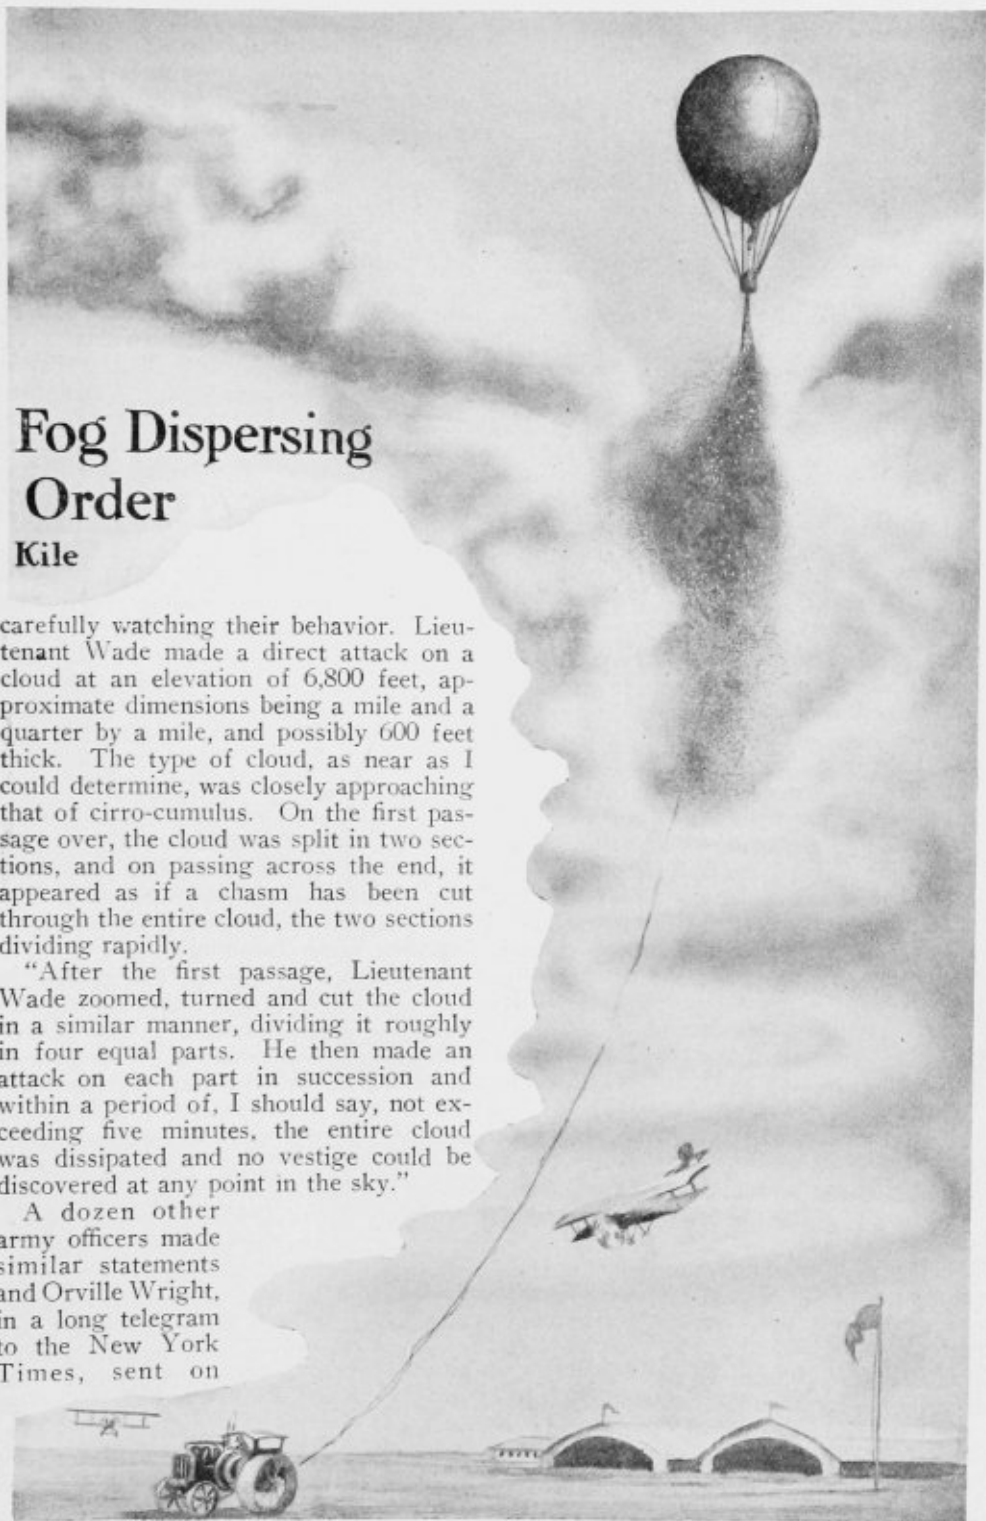 Fog Dispersing
Order
Kile
carefully watching their behavior. Lieu-
tenant Wade made a direct attack on a
cloud at an elevation of 6,800 feet, ap-
proximate dimensions being a mile and a
quarter by a mile, and possibly 600 feet
thick. The type of cloud, as near as I
could determine, was closely approaching
that of cirro-cumulus. On the first pas-
sage over, the cloud was split in two sec-
tions, and on passing across the end, it
appeared as if a chasm has been cut
through the entire cloud, the two sections
dividing rapidly.
"After the first passage, Lieutenant
Wade zoomed, turned and cut the cloud
in a similar manner, dividing it roughly
in four equal parts. He then made an
attack on each part in succession and
within a period of, I should say, not ex-
ceeding five minutes, the entire cloud
was dissipated and no vestige could be
discovered at any point in the sky."
A dozen other
army officers made
similar statements
and Orville Wright,
in a long telegram
to the New York
Times, sent on